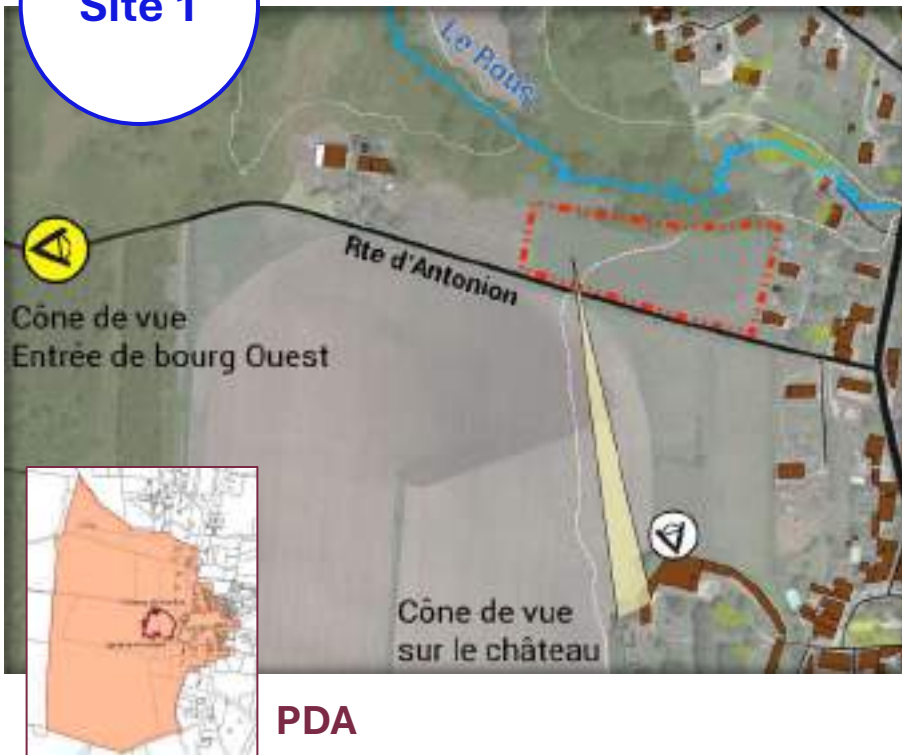 Site 1
Le Rous
Rte d'Antonion
Cône de vue
Entrée de bourg Ouest
Cône de vue
sur le château
PDA